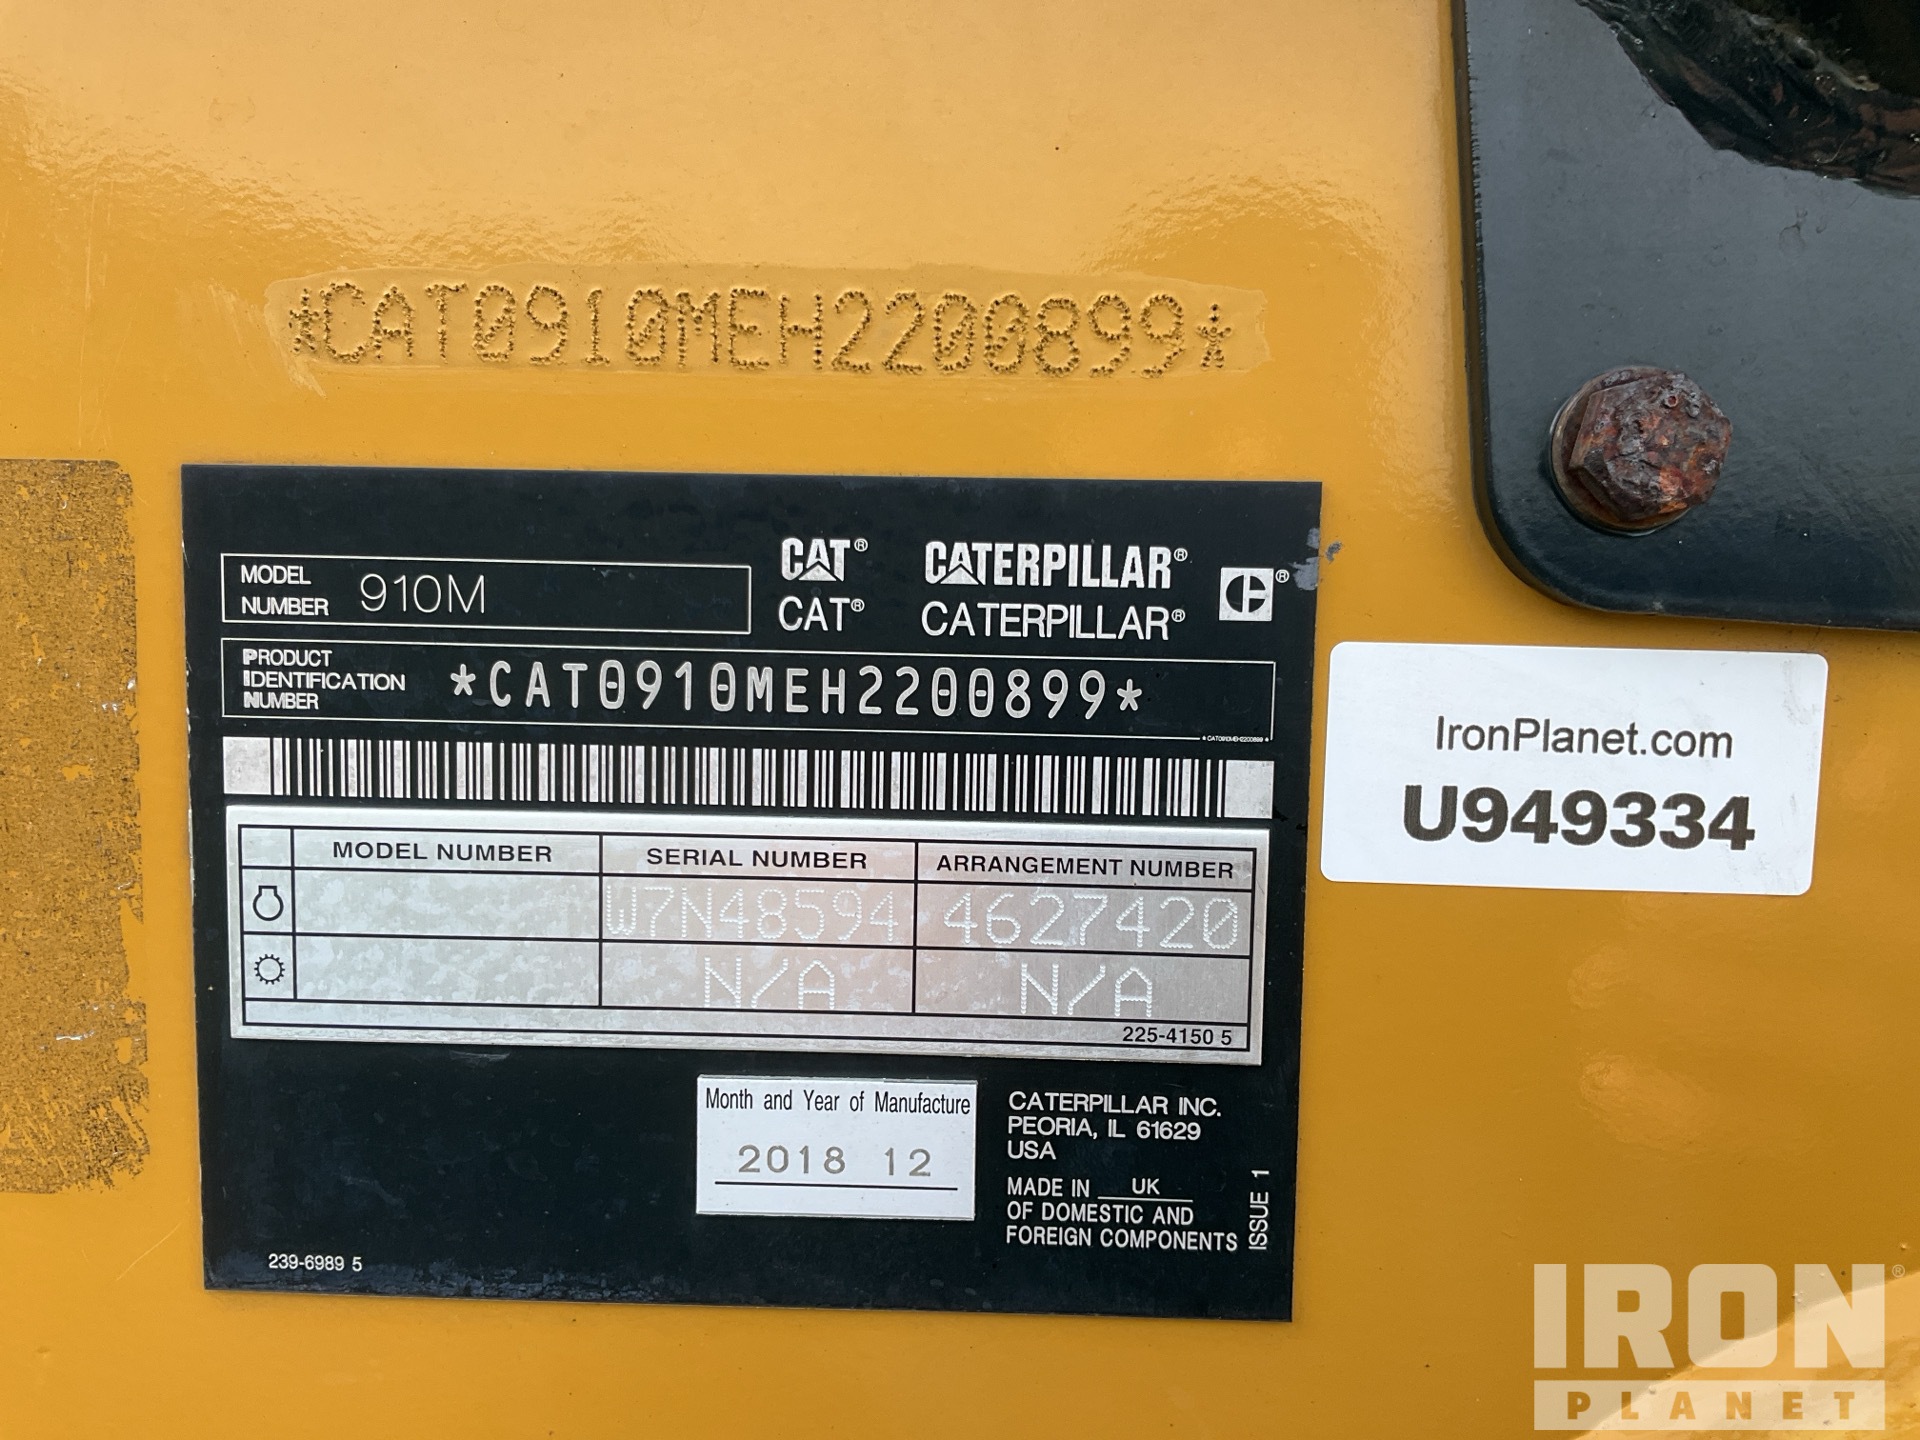 *CAT0910MEH2200899*
MODEL NUMBER 910M
CAT® CATERPILLAR®
CAT® CATERPILLAR®
PRODUCT IDENTIFICATION NUMBER *CAT0910MEH2200899*
*CAT0910MEH2200899*
MODEL NUMBER SERIAL NUMBER ARRANGEMENT NUMBER
W7N48594 4627420
N/A N/A
225-4150 5
Month and Year of Manufacture
2018 12
CATERPILLAR INC.
PEORIA, IL 61629
USA
MADE IN UK
OF DOMESTIC AND
FOREIGN COMPONENTS
ISSUE 1
239-6989 5
IronPlanet.com
U949334
IRON®
PLANET